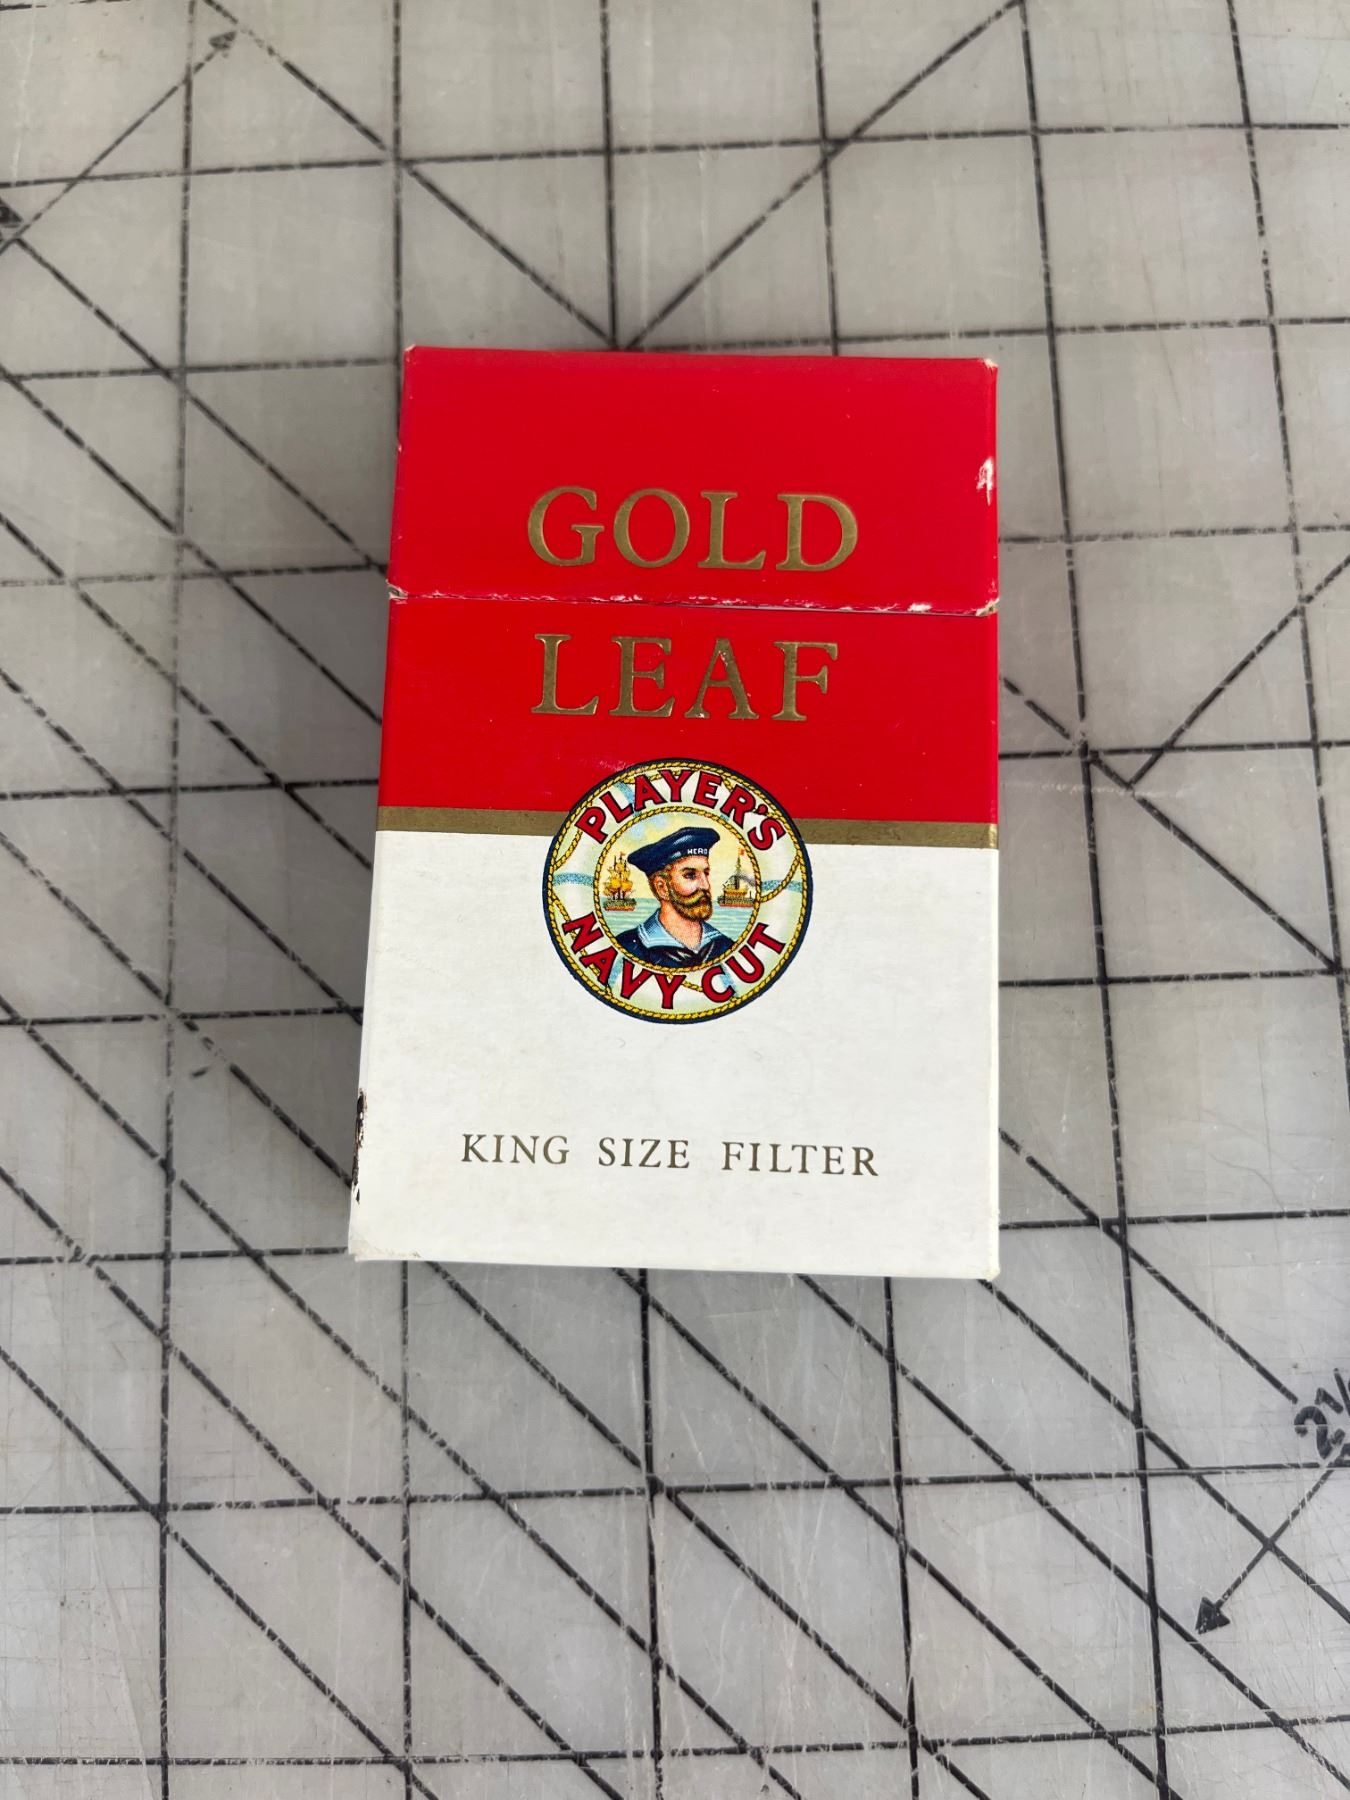 GOLD
LEAF
PLAYER'S
HERO
NAVY CUT
KING SIZE FILTER